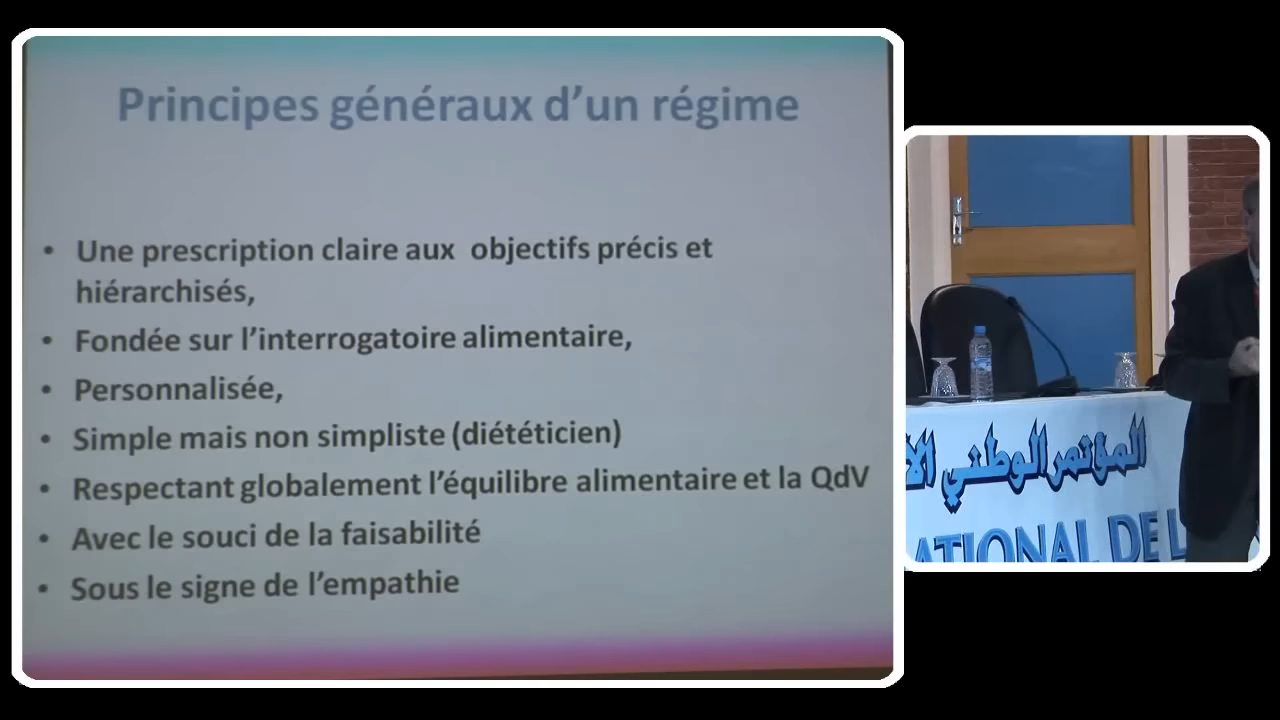 Principes généraux d’un régime
• Une prescription claire aux objectifs précis et
hiérarchisés,
• Fondée sur l’interrogatoire alimentaire,
• Personnalisée,
• Simple mais non simpliste (diététicien)
• Respectant globalement l’équilibre alimentaire et la QdV
• Avec le souci de la faisabilité
• Sous le signe de l’empathie
المؤتمر الوطني
ATIONAL DE L